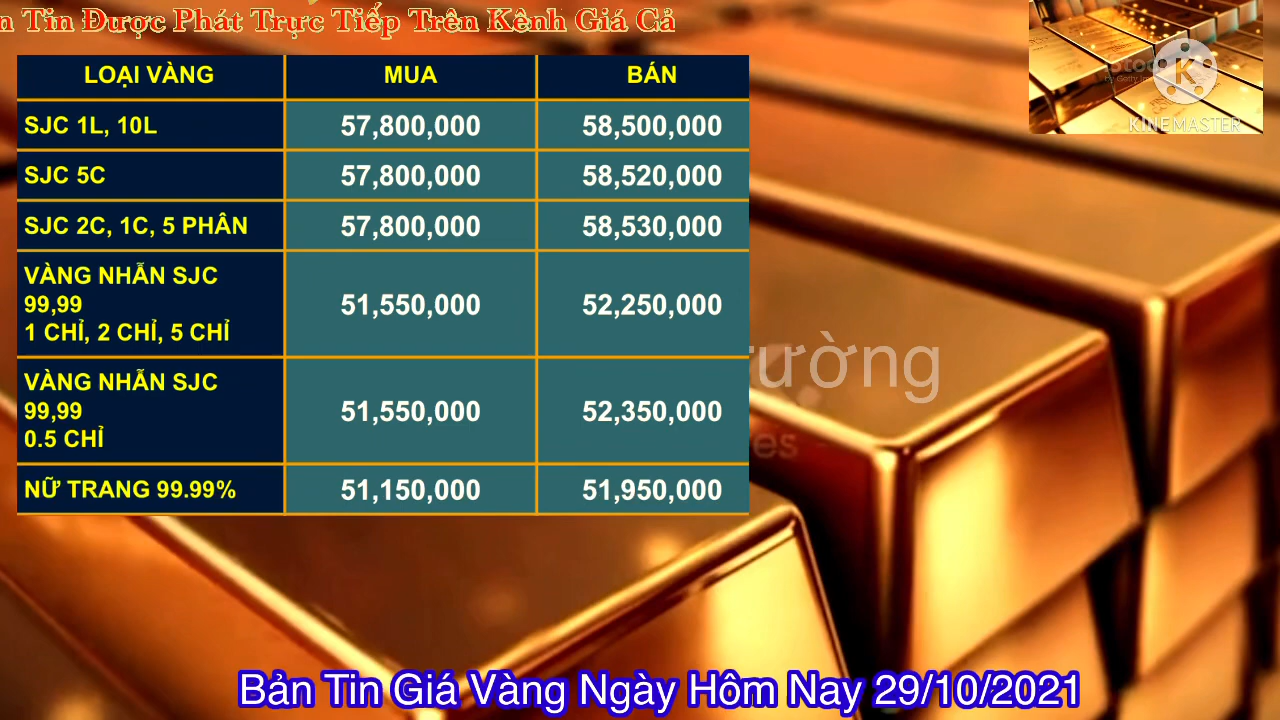 Tin Được Phát Trực Tiếp Trên Kênh Giá Cả
LOẠI VÀNG MUA BÁN
SJC 1L, 10L 57,800,000 58,500,000
SJC 5C 57,800,000 58,520,000
SJC 2C, 1C, 5 PHÂN 57,800,000 58,530,000
VÀNG NHẪN SJC
99,99
1 CHỈ, 2 CHỈ, 5 CHỈ 51,550,000 52,250,000
VÀNG NHẪN SJC
99,99
0.5 CHỈ 51,550,000 52,350,000
NỮ TRANG 99.99% 51,150,000 51,950,000
KINEMASTER
Bản Tin Giá Vàng Ngày Hôm Nay 29/10/2021